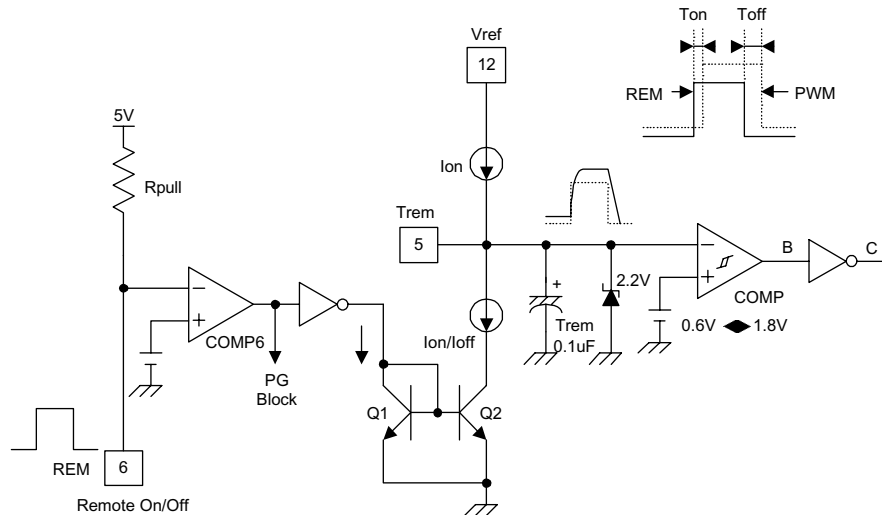 Ton Toff
Vref
12
REM PWM
5V
Rpull
Ion
Trem
5
B C
2.2V
COMP
Ion/Ioff
COMP6
Trem
0.1uF
0.6V 1.8V
PG
Block
Q1 Q2
REM
6
Remote On/Off